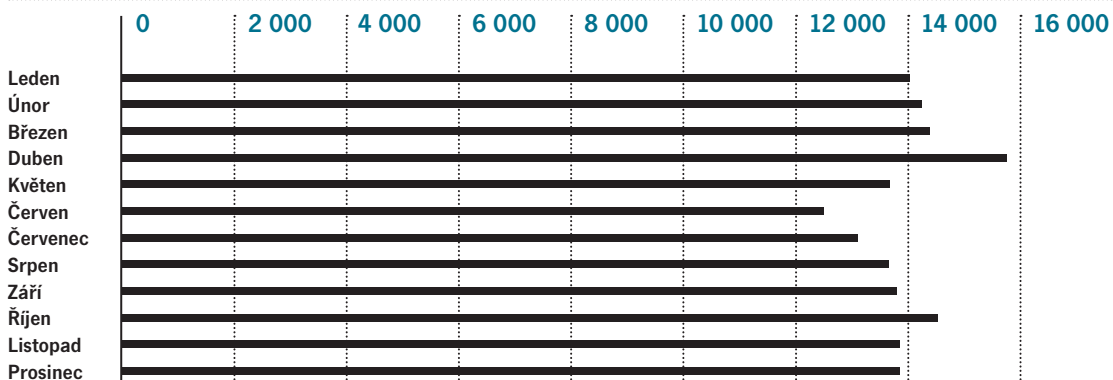 0 2 000 4 000 6 000 8 000 10 000 12 000 14 000 16 000
Leden
Únor
Březen
Duben
Květen
Červen
Červenec
Srpen
Září
Říjen
Listopad
Prosinec